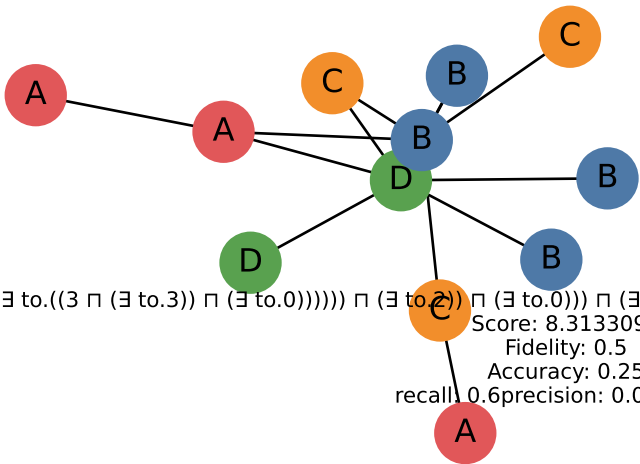 C
B
C
A
A
B
D
B
D
B
∃ to.((3 ⊓ (∃ to.3)) ⊓ (∃ to.0)))))) ⊓ (∃ to.2)) ⊓ (∃ to.0))) ⊓ (∃
C
Score: 8.313309
Fidelity: 0.5
Accuracy: 0.25
recall: 0.6precision: 0.0
A